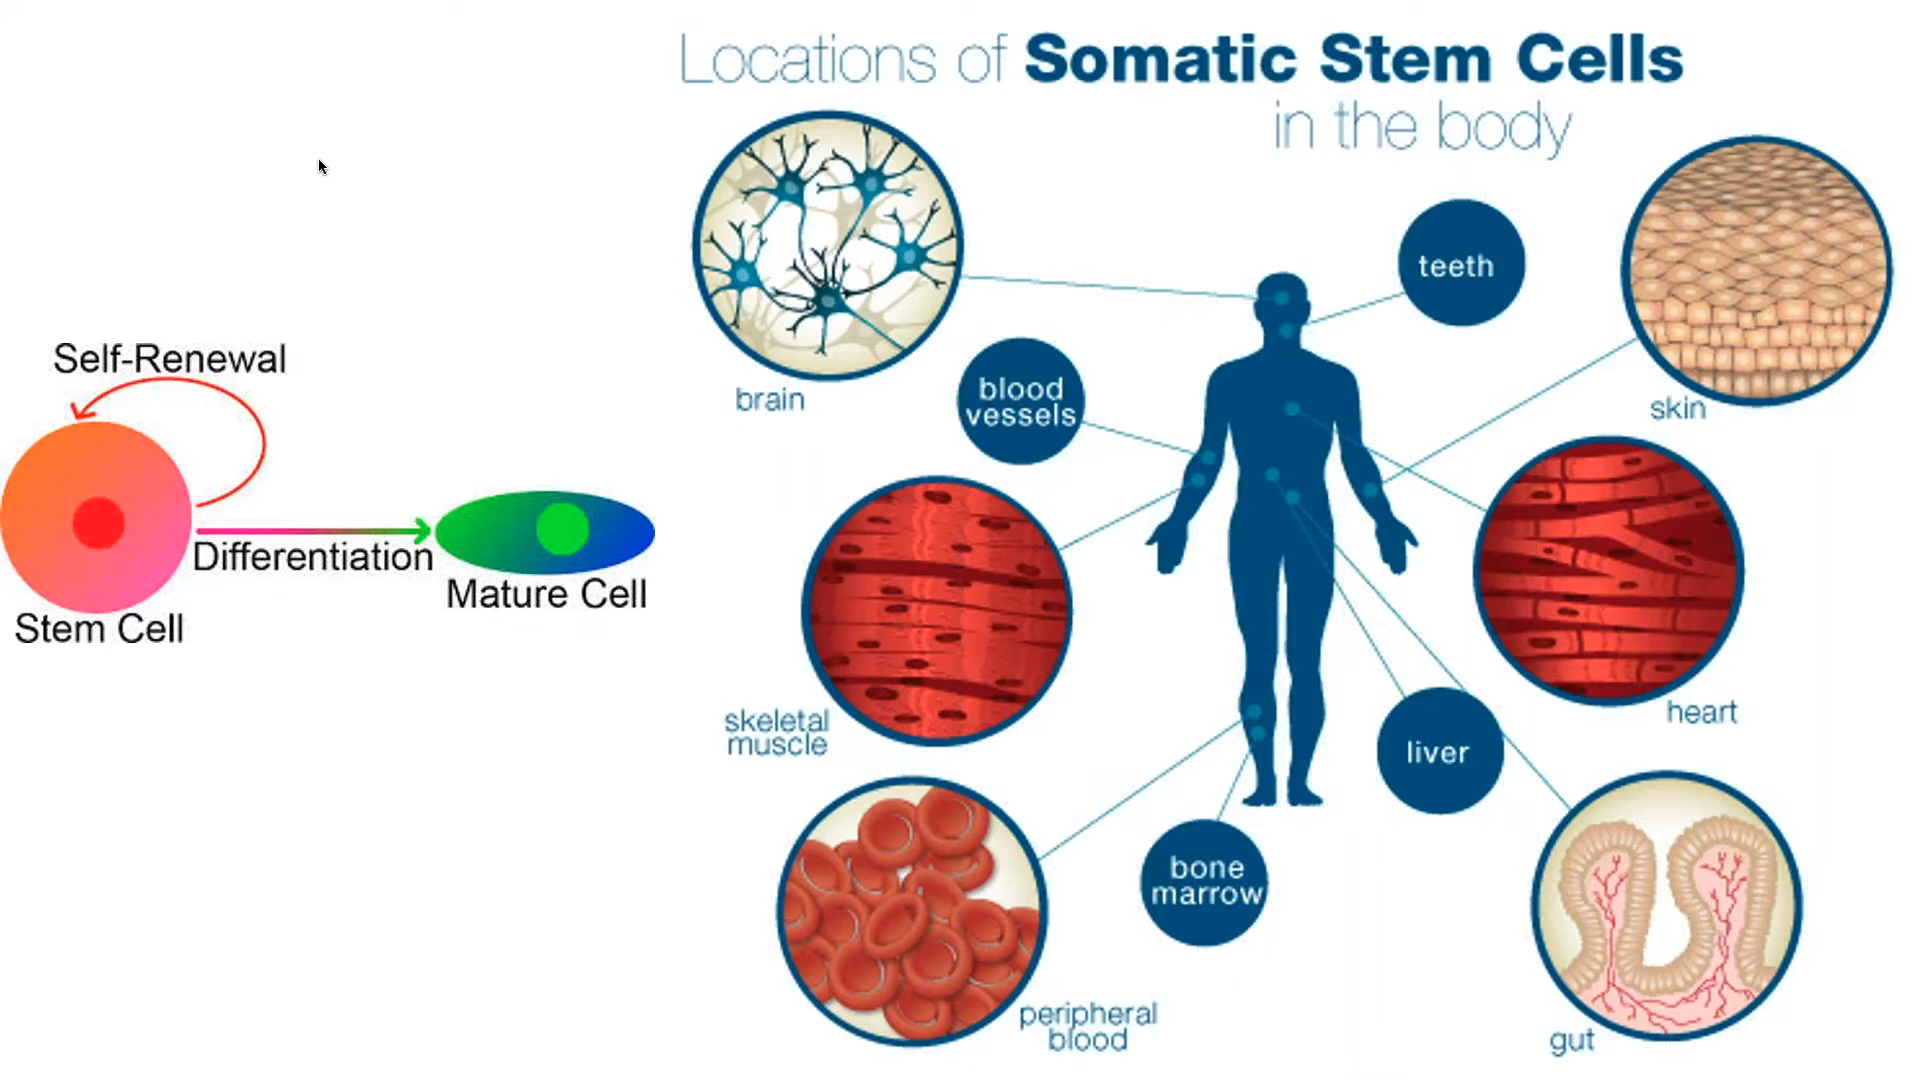 Locations of Somatic Stem Cells
in the body
teeth
blood
vessels
brain
skin
Self-Renewal
Differentiation
Mature Cell
Stem Cell
skeletal
muscle
heart
liver
bone
marrow
peripheral
blood
gut